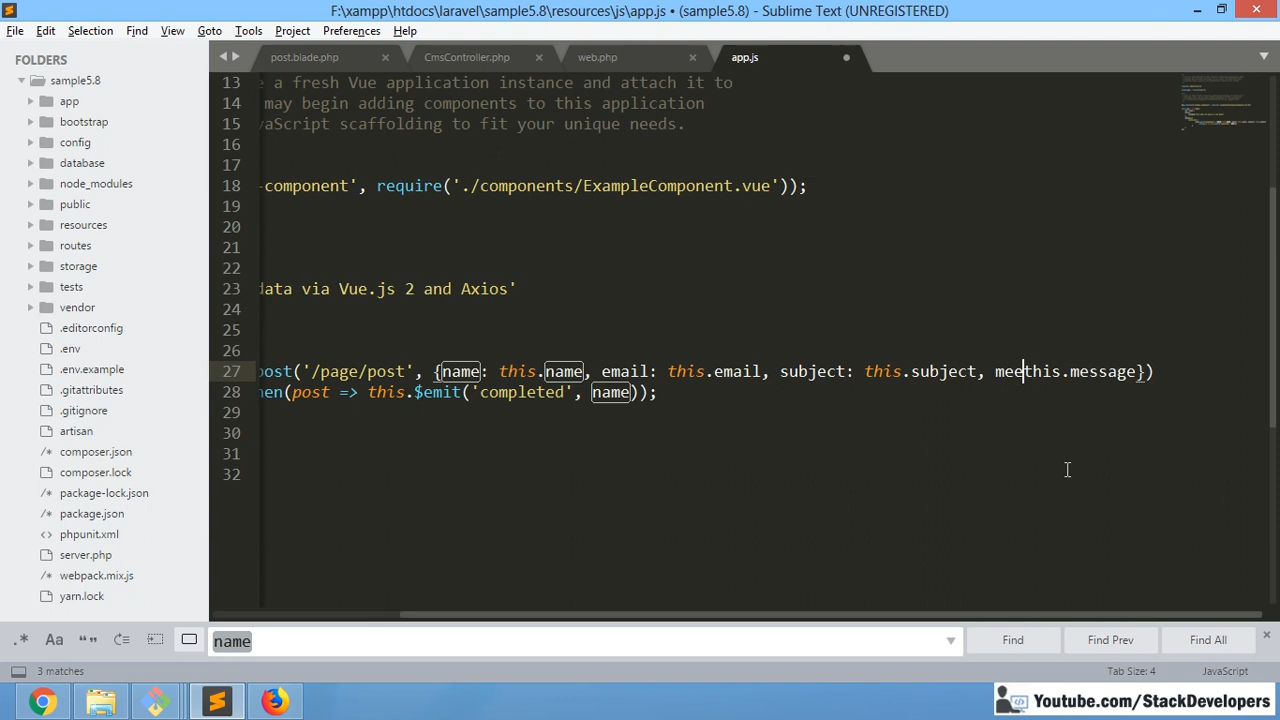 F:\xampp\htdocs\laravel\sample5.8\resources\js\app.js • (sample5.8) - Sublime Text (UNREGISTERED)
File Edit Selection Find View Goto Tools Project Preferences Help
FOLDERS
sample5.8
app
bootstrap
config
database
node_modules
public
resources
routes
storage
tests
vendor
.editorconfig
.env
.env.example
.gitattributes
.gitignore
artisan
composer.json
composer.lock
package-lock.json
package.json
phpunit.xml
server.php
webpack.mix.js
yarn.lock
post.blade.php CmsController.php web.php app.js
13 e a fresh Vue application instance and attach it to
14 may begin adding components to this application
15 vaScript scaffolding to fit your unique needs.
16
17
18 -component', require('./components/ExampleComponent.vue'));
19
20
21
22
23 data via Vue.js 2 and Axios'
24
25
26
27 post('/page/post', {name: this.name, email: this.email, subject: this.subject, meethis.message})
28 hen(post => this.$emit('completed', name));
29
30
31
32
.* Aa “” name Find Find Prev Find All
3 matches Tab Size: 4 JavaScript
Youtube.com/StackDevelopers